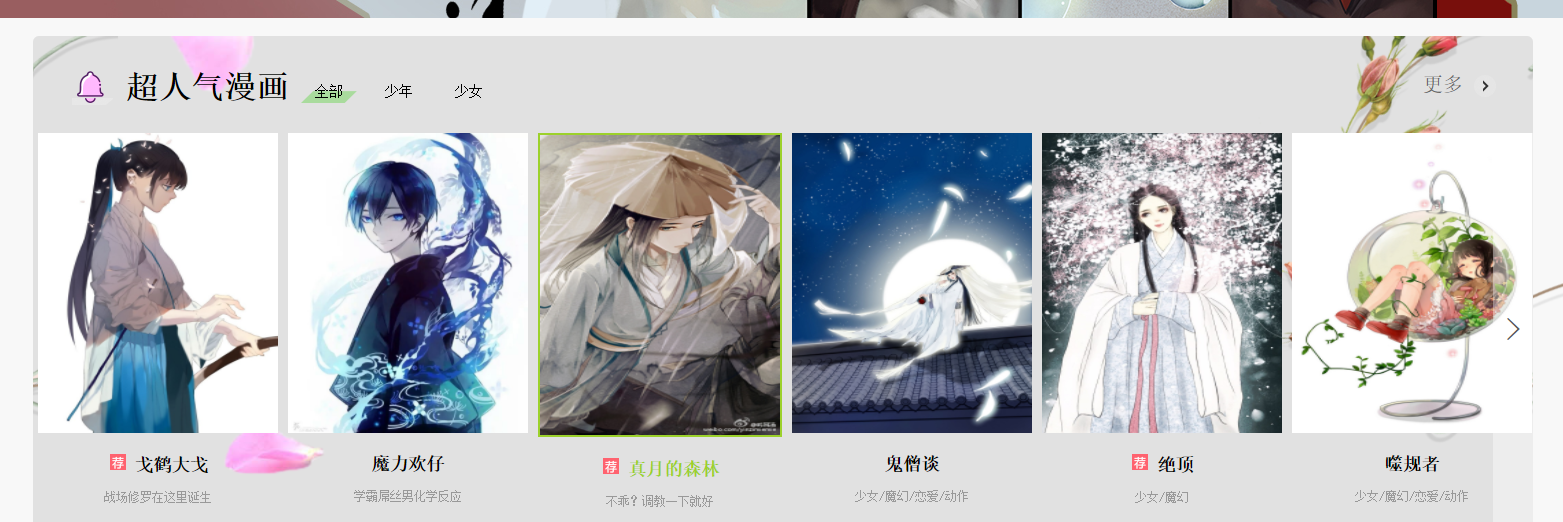 超人气漫画
全部 少年 少女
更多
荐 戈鹤大戈
战场修罗在这里诞生
魔力欢仔
学霸屌丝男化学反应
荐 真月的森林
不乖？调教一下就好
鬼僧谈
少女/魔幻/恋爱/动作
荐 绝顶
少女/魔幻
噬规者
少女/魔幻/恋爱/动作